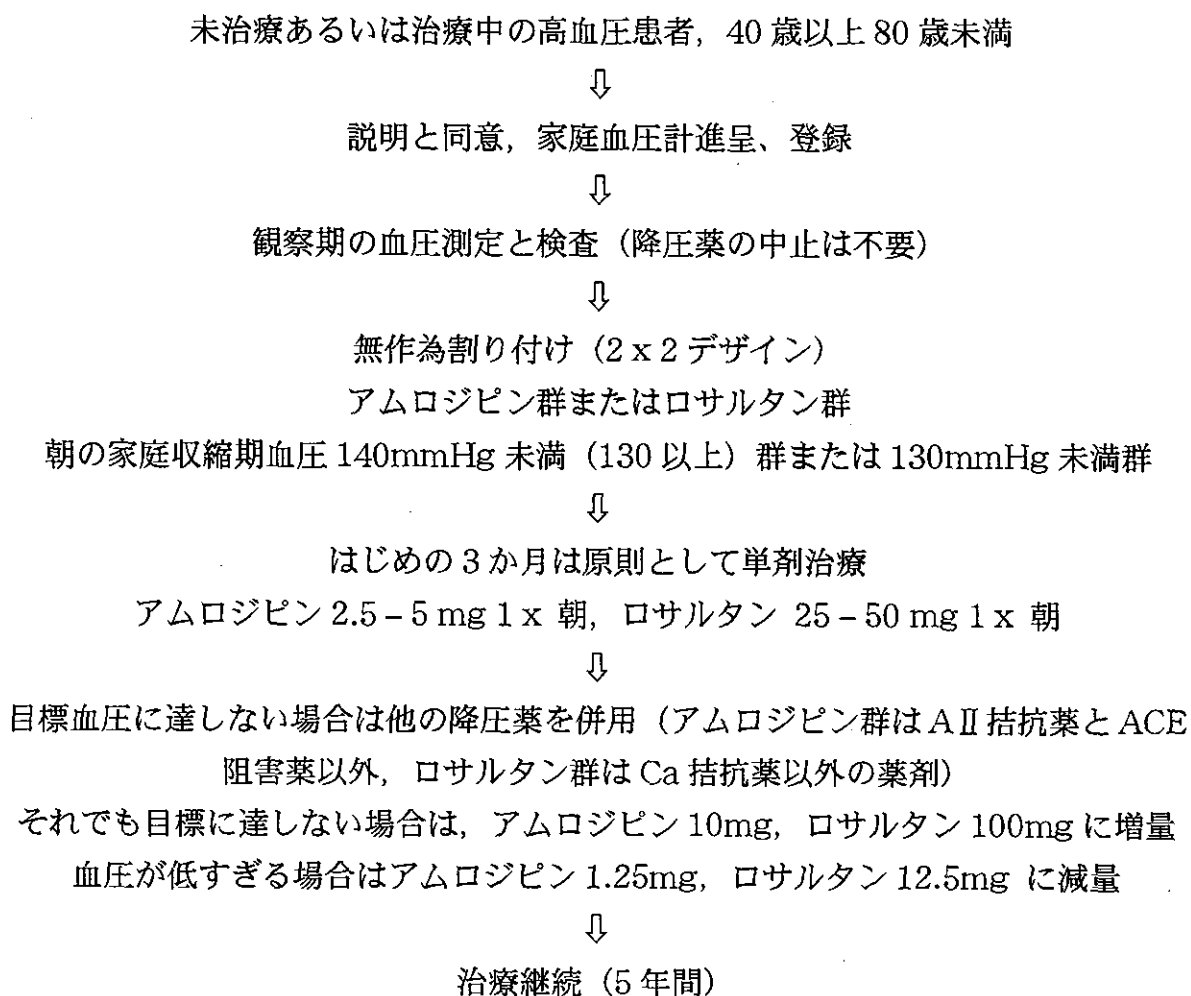 未治療あるいは治療中の高血圧患者，40 歳以上 80 歳未満
⇩
説明と同意，家庭血圧計進呈、登録
⇩
観察期の血圧測定と検査（降圧薬の中止は不要）
⇩
無作為割り付け（2 x 2 デザイン）
アムロジピン群またはロサルタン群
朝の家庭収縮期血圧 140mmHg 未満（130 以上）群または 130mmHg 未満群
⇩
はじめの 3 か月は原則として単剤治療
アムロジピン 2.5 – 5 mg 1 x 朝，ロサルタン 25 – 50 mg 1 x 朝
⇩
目標血圧に達しない場合は他の降圧薬を併用（アムロジピン群は AⅡ 拮抗薬と ACE
阻害薬以外，ロサルタン群は Ca 拮抗薬以外の薬剤）
それでも目標に達しない場合は，アムロジピン 10mg，ロサルタン 100mg に増量
血圧が低すぎる場合はアムロジピン 1.25mg，ロサルタン 12.5mg に減量
⇩
治療継続（5 年間）